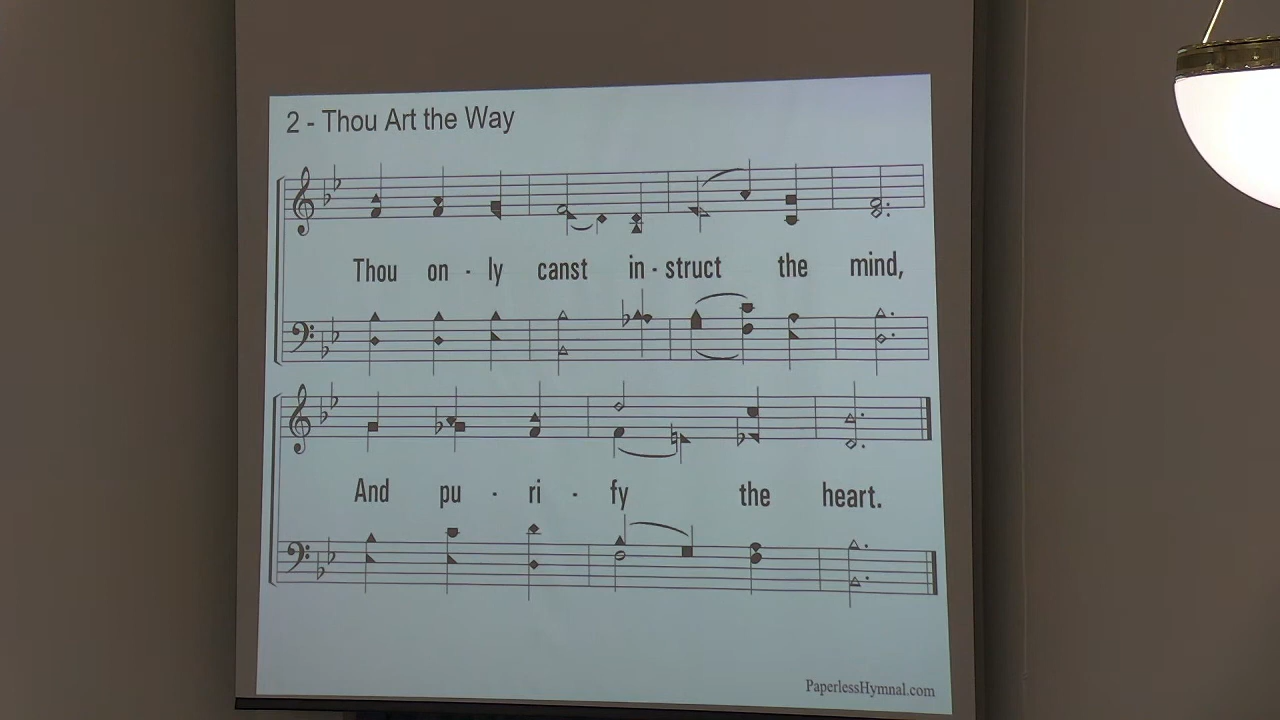 2 - Thou Art the Way
Thou on - ly canst in - struct the mind,
And pu - ri - fy the heart.
PaperlessHymnal.com